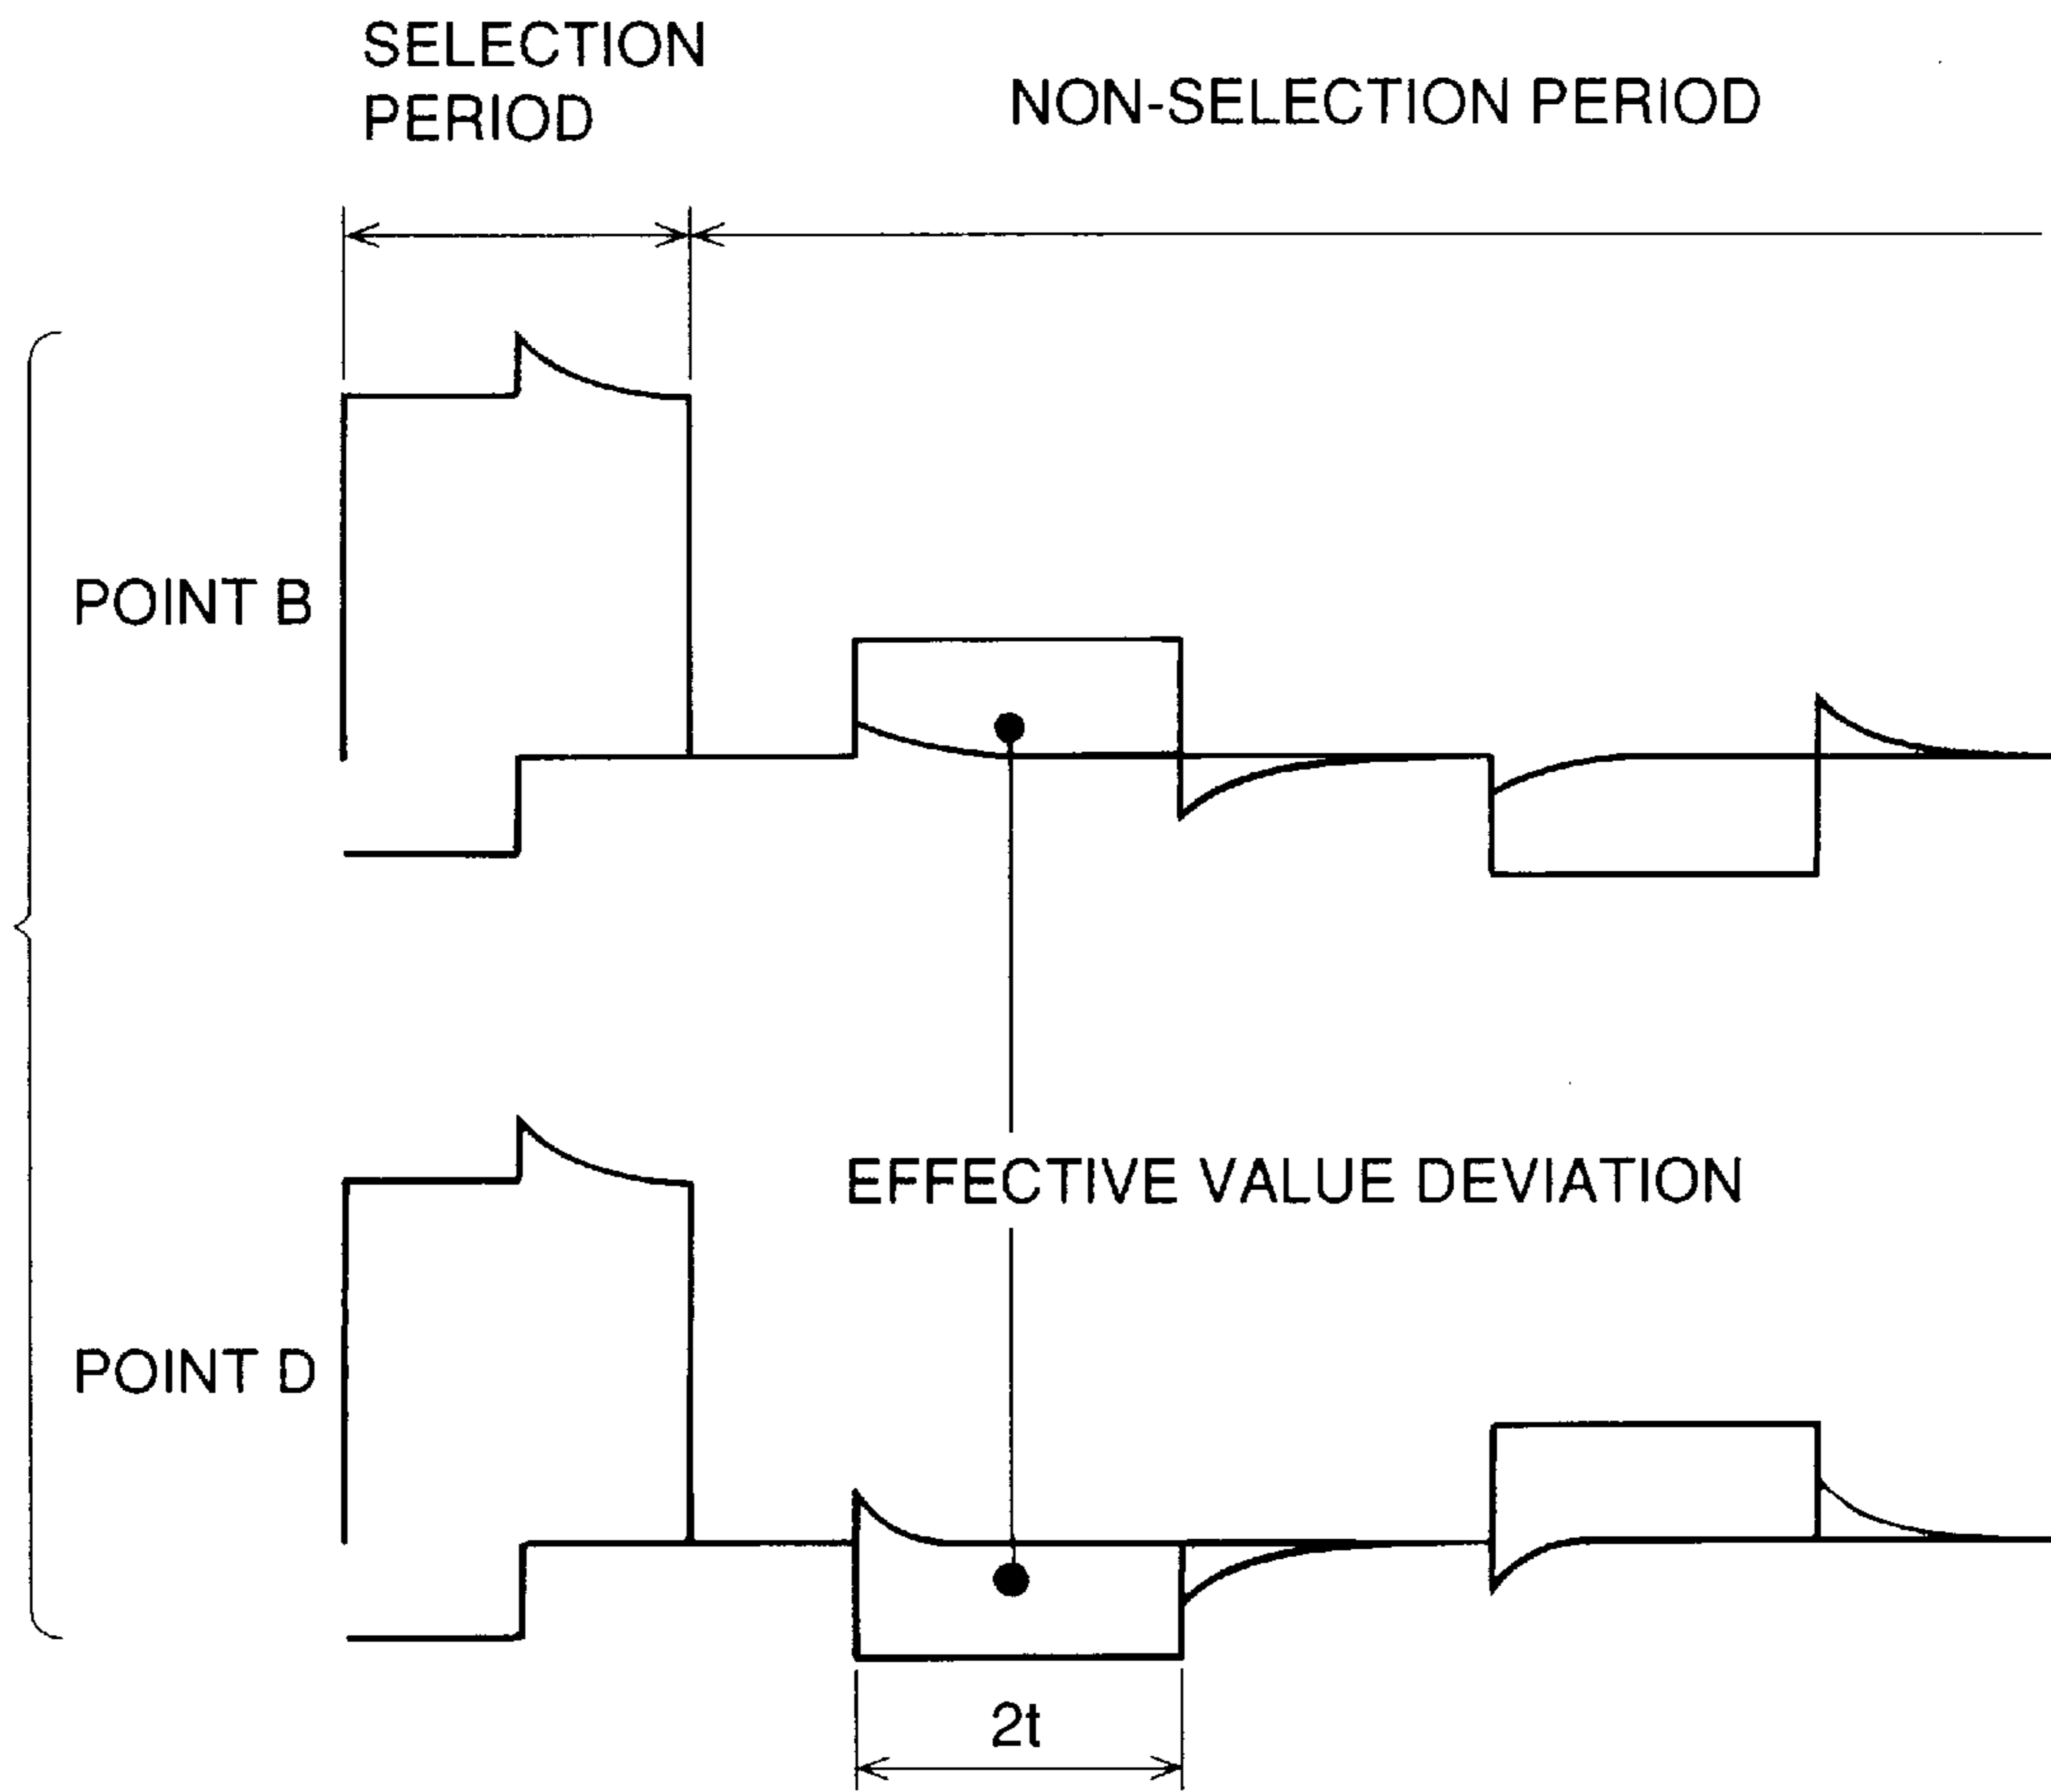 SELECTION
PERIOD
NON-SELECTION PERIOD
POINT B
EFFECTIVE VALUE DEVIATION
POINT D
2t